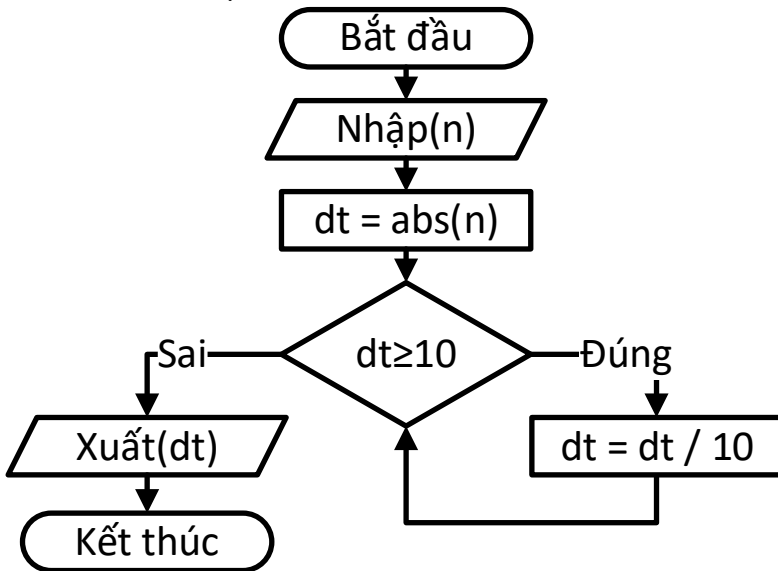 Bắt đầu
Nhập(n)
dt = abs(n)
dt≥10
Sai
Đúng
Xuất(dt)
dt = dt / 10
Kết thúc